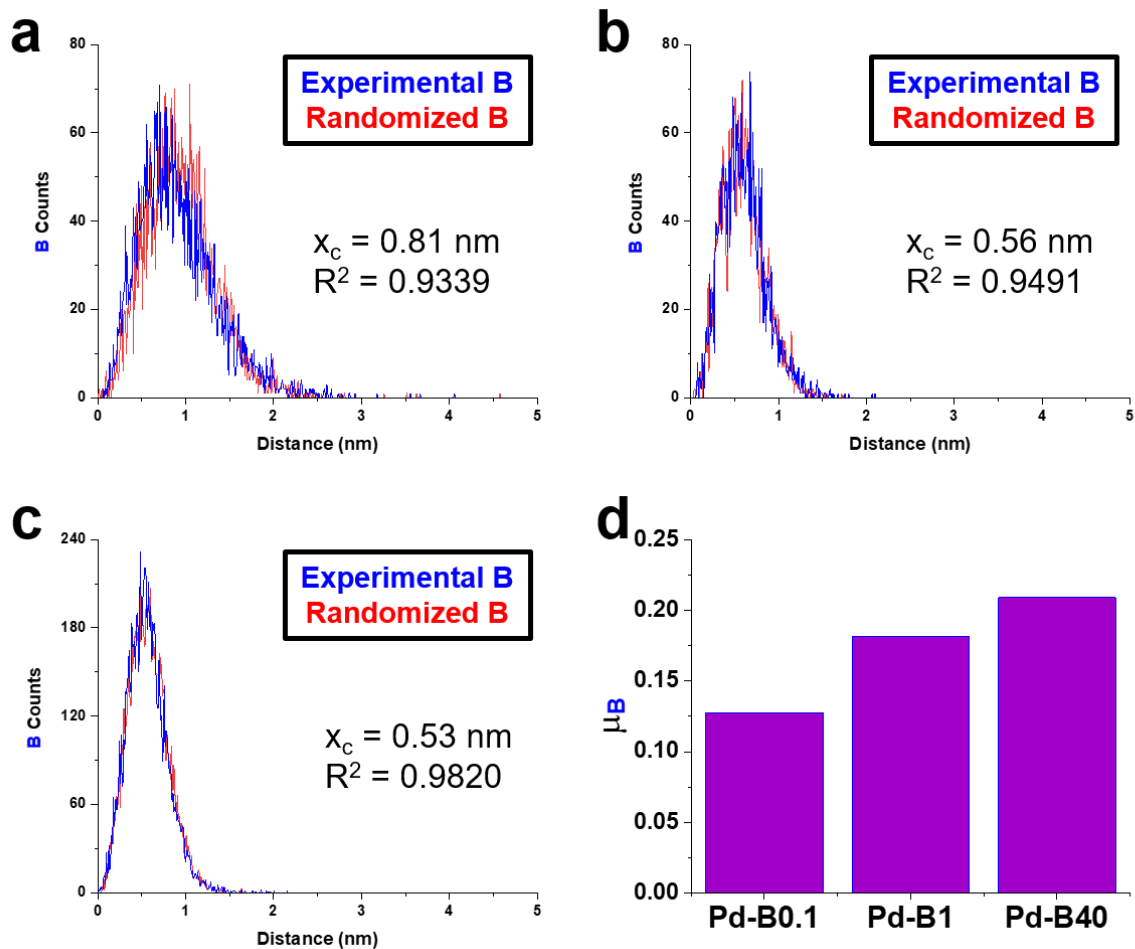 a
80
60
40
20
0
B Counts
Experimental B
Randomized B
x_c = 0.81 nm
R² = 0.9339
0 1 2 3 4 5
Distance (nm)
b
80
60
40
20
0
B Counts
Experimental B
Randomized B
x_c = 0.56 nm
R² = 0.9491
0 1 2 3 4 5
Distance (nm)
c
240
180
120
60
0
B Counts
Experimental B
Randomized B
x_c = 0.53 nm
R² = 0.9820
0 1 2 3 4 5
Distance (nm)
d
0.25
0.20
0.15
0.10
0.05
0.00
μ_B
Pd-B0.1 Pd-B1 Pd-B40